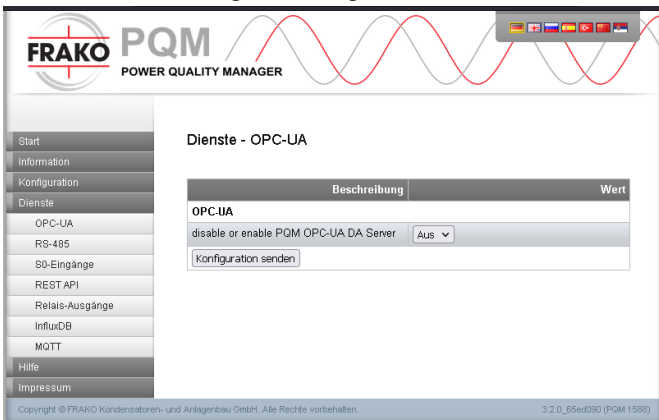 FRAKO
PQM
POWER QUALITY MANAGER
Start
Information
Konfiguration
Dienste
OPC-UA
RS-485
S0-Eingänge
REST API
Relais-Ausgänge
InfluxDB
MQTT
Hilfe
Impressum
Dienste - OPC-UA
Beschreibung Wert
OPC-UA
disable or enable PQM OPC-UA DA Server Aus
Konfiguration senden
Copyright © FRAKO Kondensatoren- und Anlagenbau GmbH. Alle Rechte vorbehalten. 3.2.0_65ed090 (PQM 1588)